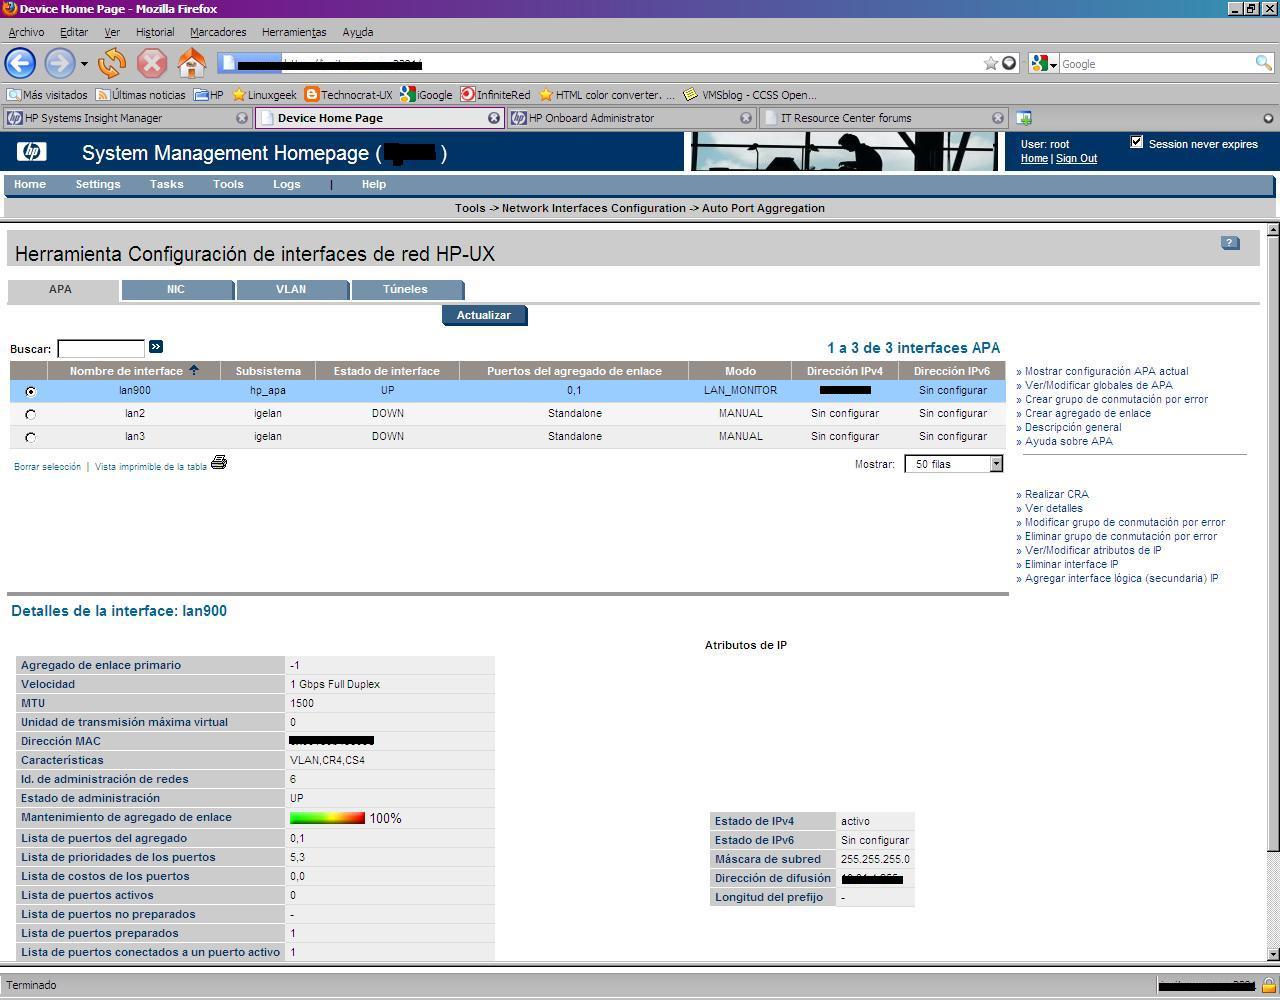 Device Home Page - Mozilla Firefox
Archivo Editar Ver Historial Marcadores Herramientas Ayuda
Google
Más visitados Últimas noticias HP Linuxgeek Technocrat-UX iGoogle InfiniteRed HTML color converter. ... VMSblog - CCSS Open...
HP Systems Insight Manager Device Home Page HP Onboard Administrator IT Resource Center forums
hp System Management Homepage ( )
User: root
Home | Sign Out
Session never expires
Home Settings Tasks Tools Logs | Help
Tools -> Network Interfaces Configuration -> Auto Port Aggregation
Herramienta Configuración de interfaces de red HP-UX
?
APA NIC VLAN Túneles
Actualizar
Buscar: »
1 a 3 de 3 interfaces APA
Nombre de interface Subsistema Estado de interface Puertos del agregado de enlace Modo Dirección IPv4 Dirección IPv6
lan900 hp_apa UP 0,1 LAN_MONITOR Sin configurar
lan2 igelan DOWN Standalone MANUAL Sin configurar Sin configurar
lan3 igelan DOWN Standalone MANUAL Sin configurar Sin configurar
Borrar selección | Vista imprimible de la tabla
Mostrar: 50 filas
» Mostrar configuración APA actual
» Ver/Modificar globales de APA
» Crear grupo de conmutación por error
» Crear agregado de enlace
» Descripción general
» Ayuda sobre APA
» Realizar CRA
» Ver detalles
» Modificar grupo de conmutación por error
» Eliminar grupo de conmutación por error
» Ver/Modificar atributos de IP
» Eliminar interface IP
» Agregar interface lógica (secundaria) IP
Detalles de la interface: lan900
Agregado de enlace primario -1
Velocidad 1 Gbps Full Duplex
MTU 1500
Unidad de transmisión máxima virtual 0
Dirección MAC
Características VLAN,CR4,CS4
Id. de administración de redes 6
Estado de administración UP
Mantenimiento de agregado de enlace 100%
Lista de puertos del agregado 0,1
Lista de prioridades de los puertos 5,3
Lista de costos de los puertos 0,0
Lista de puertos activos 0
Lista de puertos no preparados -
Lista de puertos preparados 1
Lista de puertos conectados a un puerto activo 1
Atributos de IP
Estado de IPv4 activo
Estado de IPv6 Sin configurar
Máscara de subred 255.255.255.0
Dirección de difusión
Longitud del prefijo -
Terminado